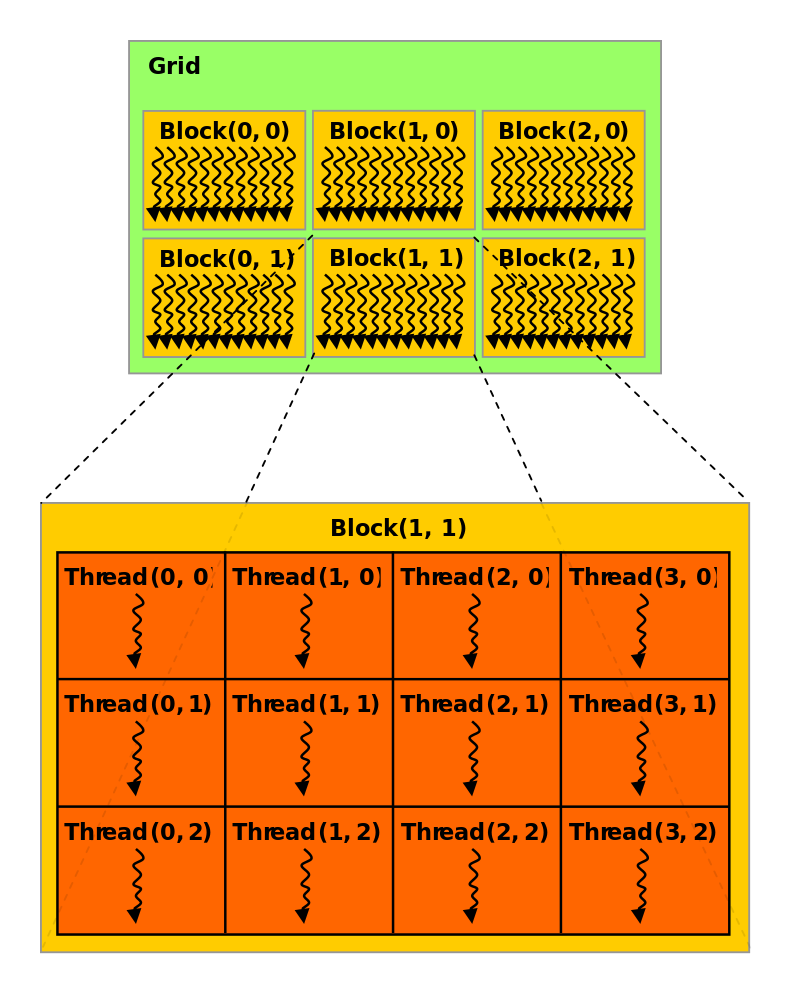 Grid
Block(0, 0) Block(1, 0) Block(2, 0)
Block(0, 1) Block(1, 1) Block(2, 1)
Block(1, 1)
Thread(0, 0) Thread(1, 0) Thread(2, 0) Thread(3, 0)
Thread(0, 1) Thread(1, 1) Thread(2, 1) Thread(3, 1)
Thread(0, 2) Thread(1, 2) Thread(2, 2) Thread(3, 2)